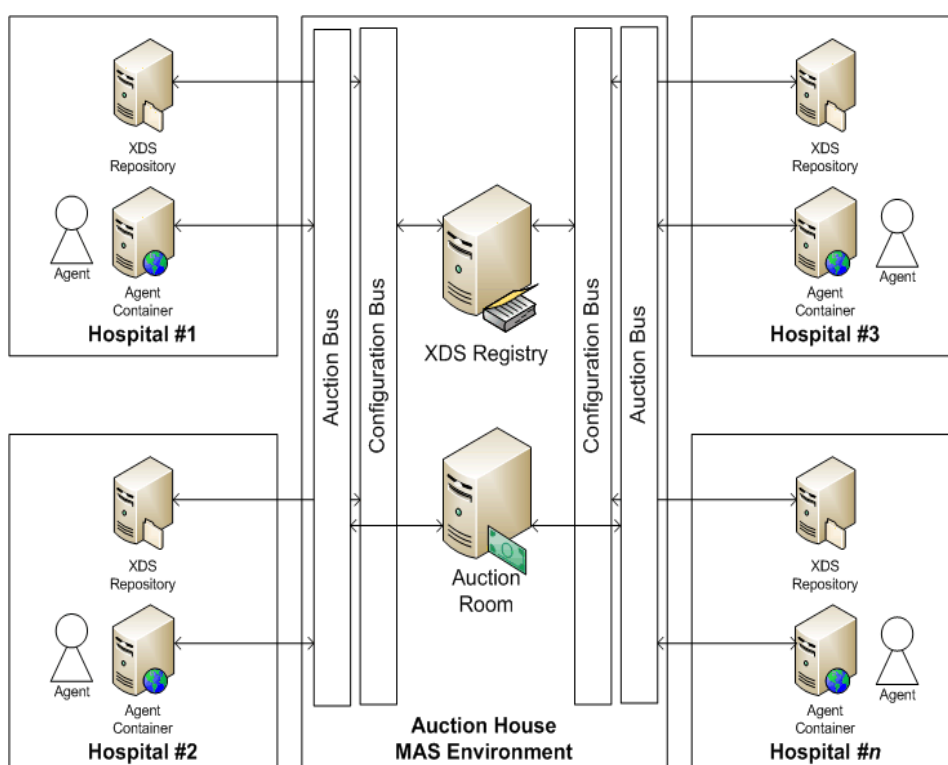 XDS
Repository
Agent
Agent
Container
Hospital #1
XDS
Repository
Agent
Agent
Container
Hospital #2
Auction Bus
Configuration Bus
XDS Registry
Auction
Room
Configuration Bus
Auction Bus
Auction House
MAS Environment
XDS
Repository
Agent
Container
Agent
Hospital #3
XDS
Repository
Agent
Container
Agent
Hospital #n